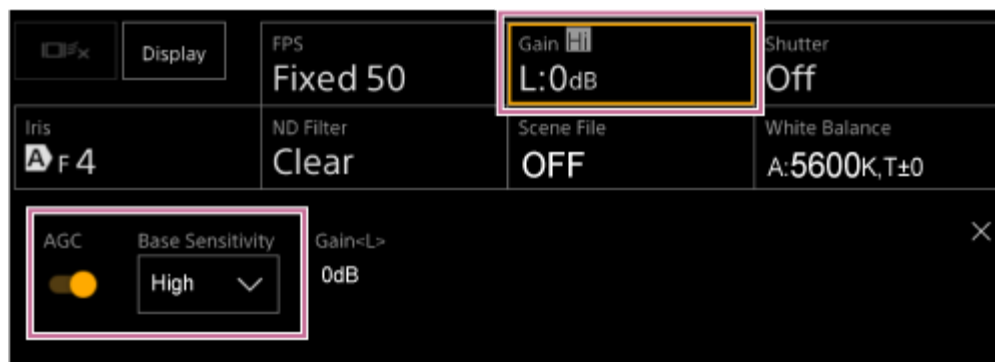 Display
FPS
Fixed 50
Gain Hi
L:0dB
Shutter
Off
Iris
A F 4
ND Filter
Clear
Scene File
OFF
White Balance
A:5600K,T±0
AGC
Base Sensitivity
High
Gain<L>
0dB